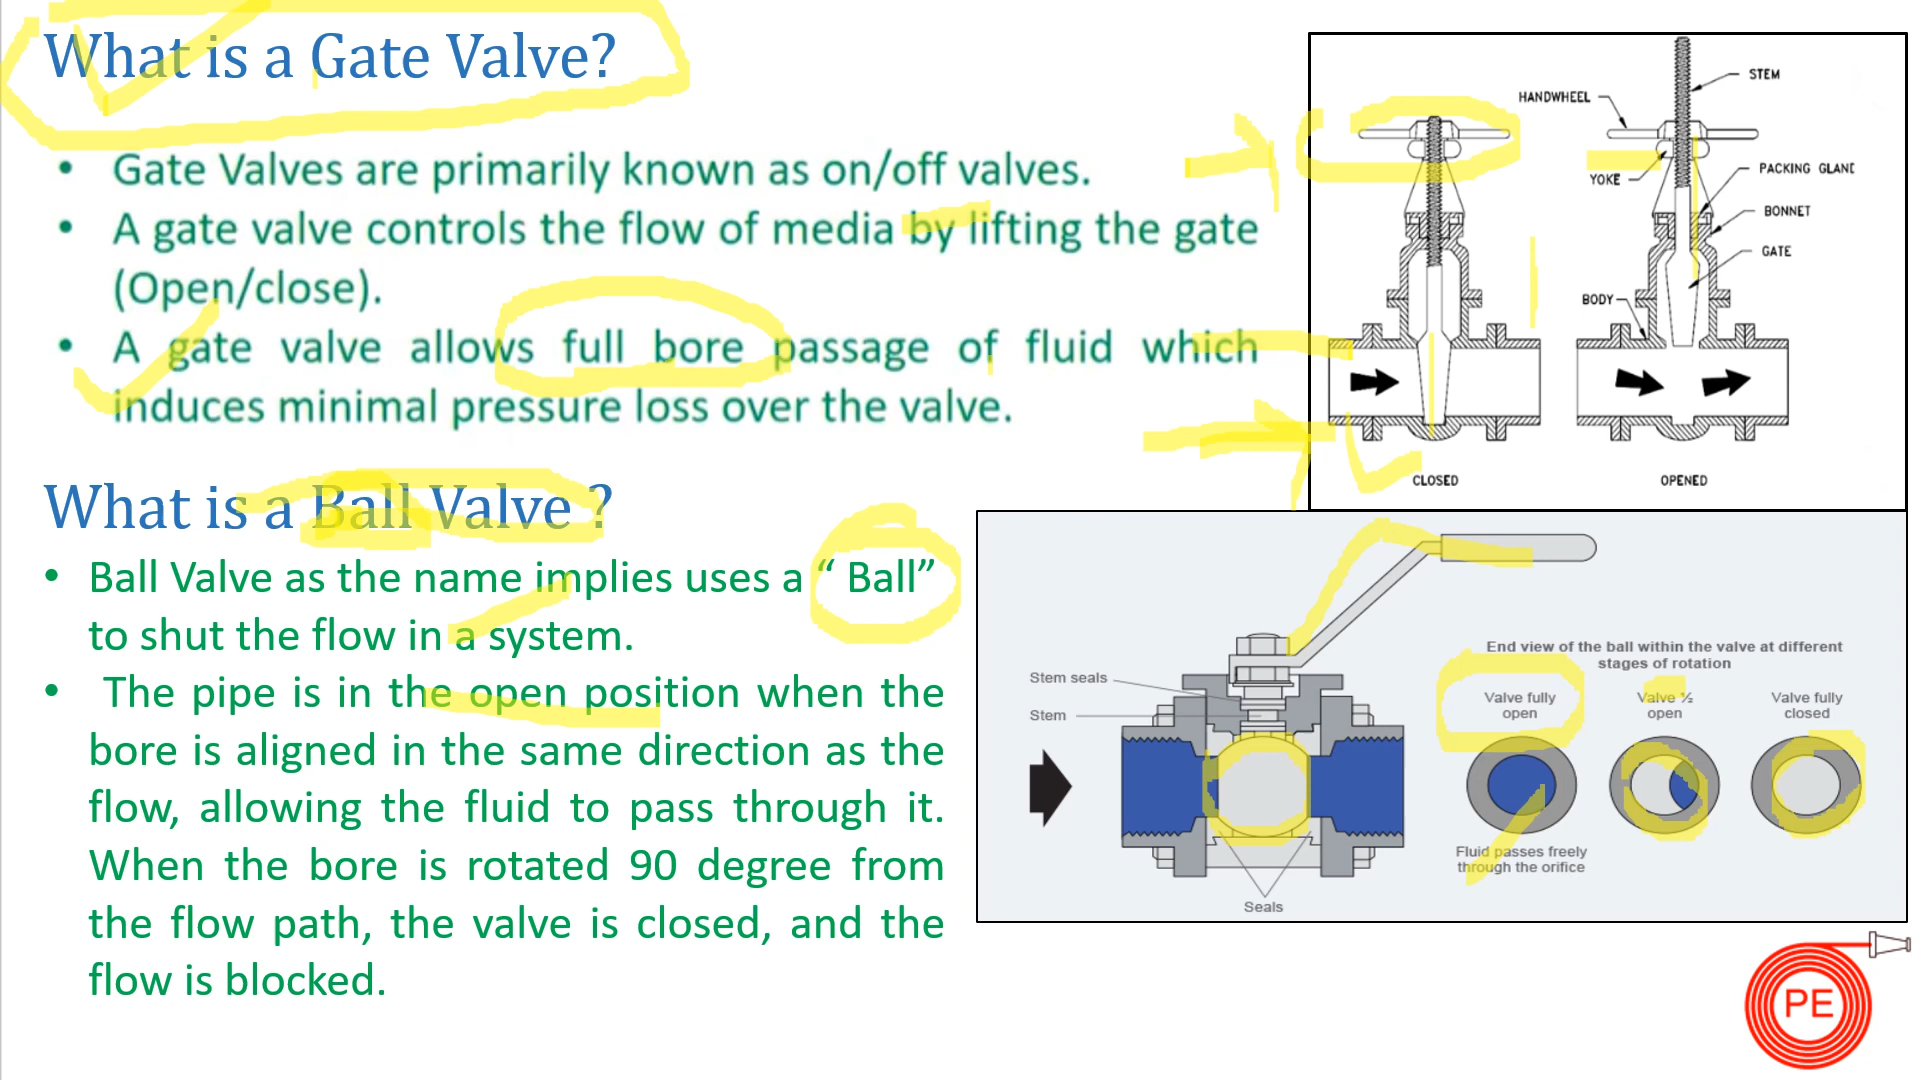 What is a Gate Valve?
• Gate Valves are primarily known as on/off valves.
• A gate valve controls the flow of media by lifting the gate
(Open/close).
• A gate valve allows full bore passage of fluid which
induces minimal pressure loss over the valve.
STEM
HANDWHEEL
PACKING GLAND
YOKE
BONNET
GATE
BODY
CLOSED
OPENED
What is a Ball Valve ?
• Ball Valve as the name implies uses a “ Ball”
to shut the flow in a system.
• The pipe is in the open position when the
bore is aligned in the same direction as the
flow, allowing the fluid to pass through it.
When the bore is rotated 90 degree from
the flow path, the valve is closed, and the
flow is blocked.
End view of the ball within the valve at different
stages of rotation
Stem seals
Stem
Valve fully
open
Valve ½
open
Valve fully
closed
Fluid passes freely
through the orifice
Seals
PE